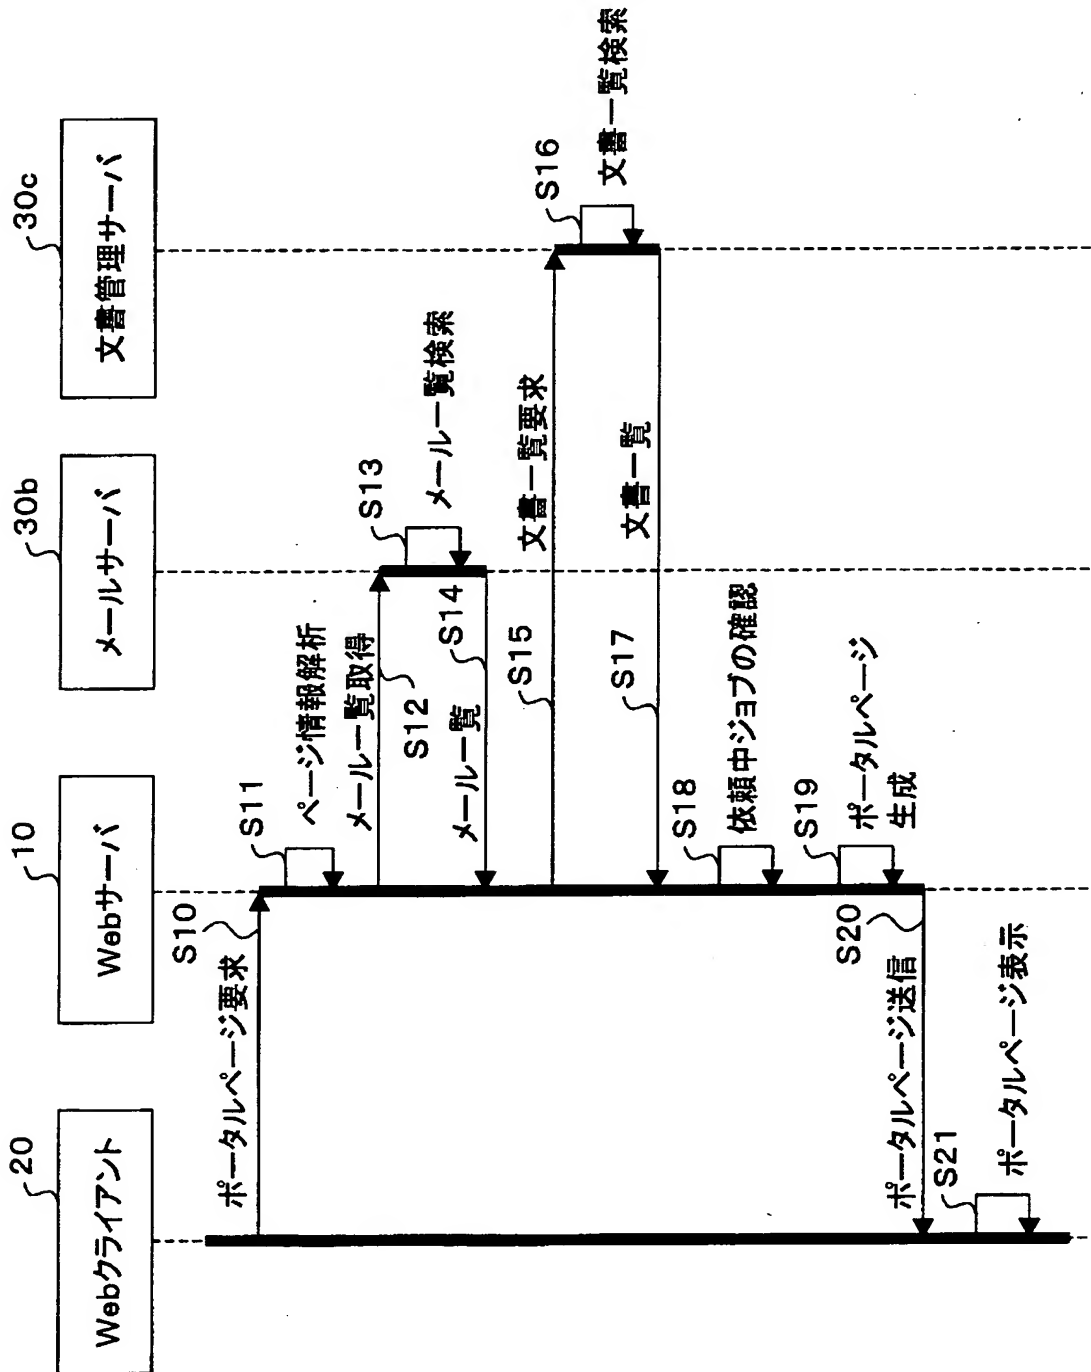 20
Webクライアント
10
Webサーバ
30b
メールサーバ
30c
文書管理サーバ
ポータルページ要求
S10
S11
ページ情報解析
メール一覧取得
S12
S13
メール一覧検索
メール一覧
S14
S15
文書一覧要求
S16
文書一覧検索
S17
文書一覧
S18
依頼中ジョブの確認
S19
ポータルページ
生成
ポータルページ送信
S20
S21
ポータルページ表示